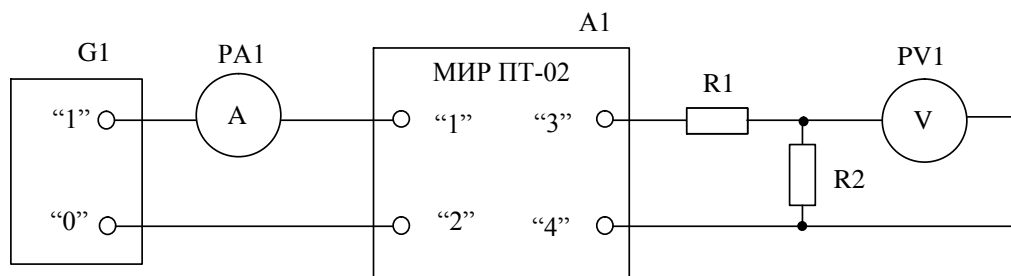 A1
G1
PA1
МИР ПТ-02
PV1
R1
“1”
A
“1”
“3”
V
R2
“0”
“2”
“4”